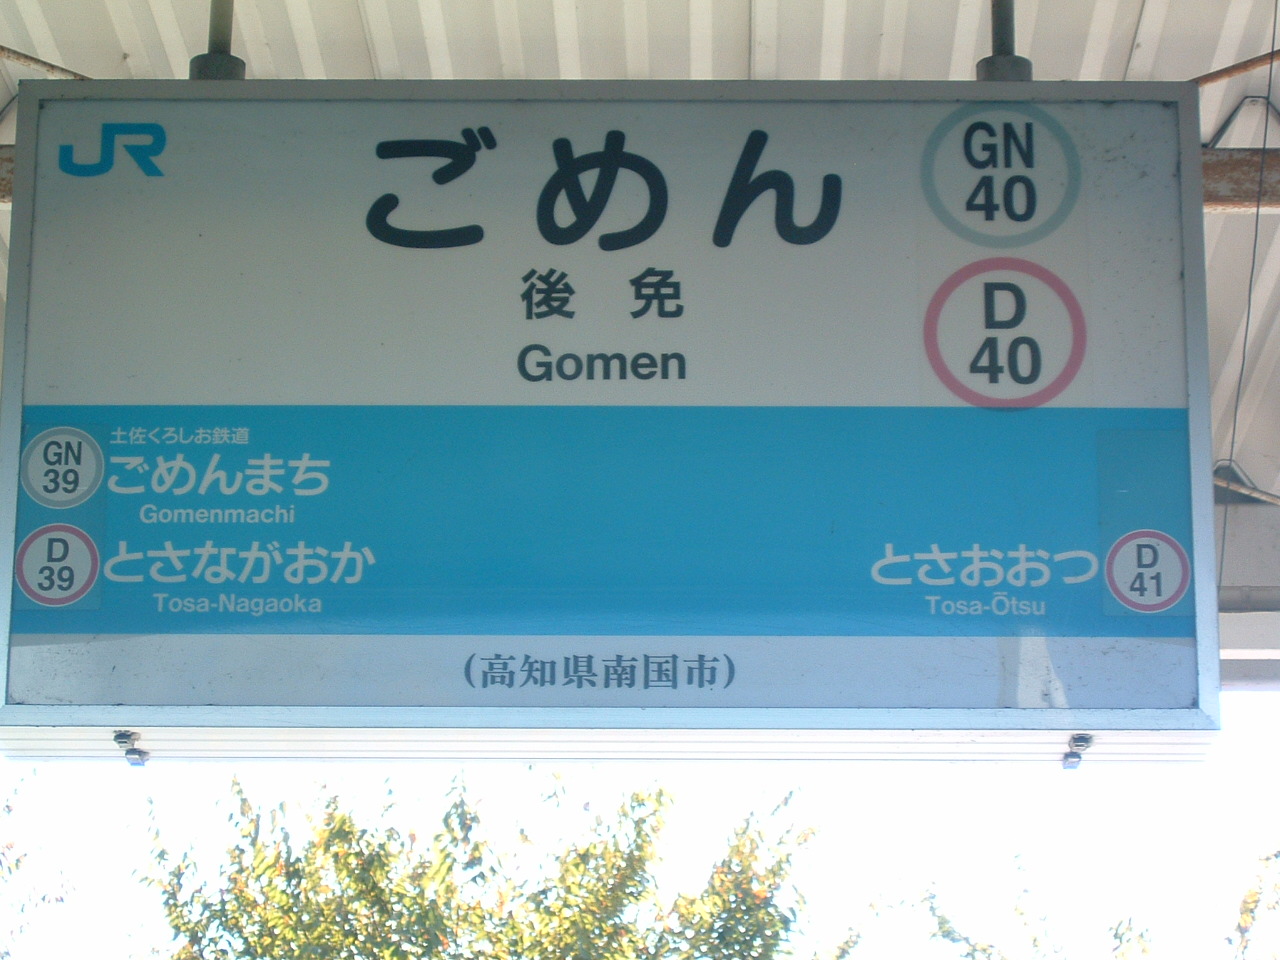 JR
ごめん
GN
40
後免
D
40
Gomen
GN
39
土佐くろしお鉄道
ごめんまち
Gomenmachi
D
39
とさながおか
Tosa-Nagaoka
とさおおつ
Tosa-Ōtsu
D
41
(高知県南国市)